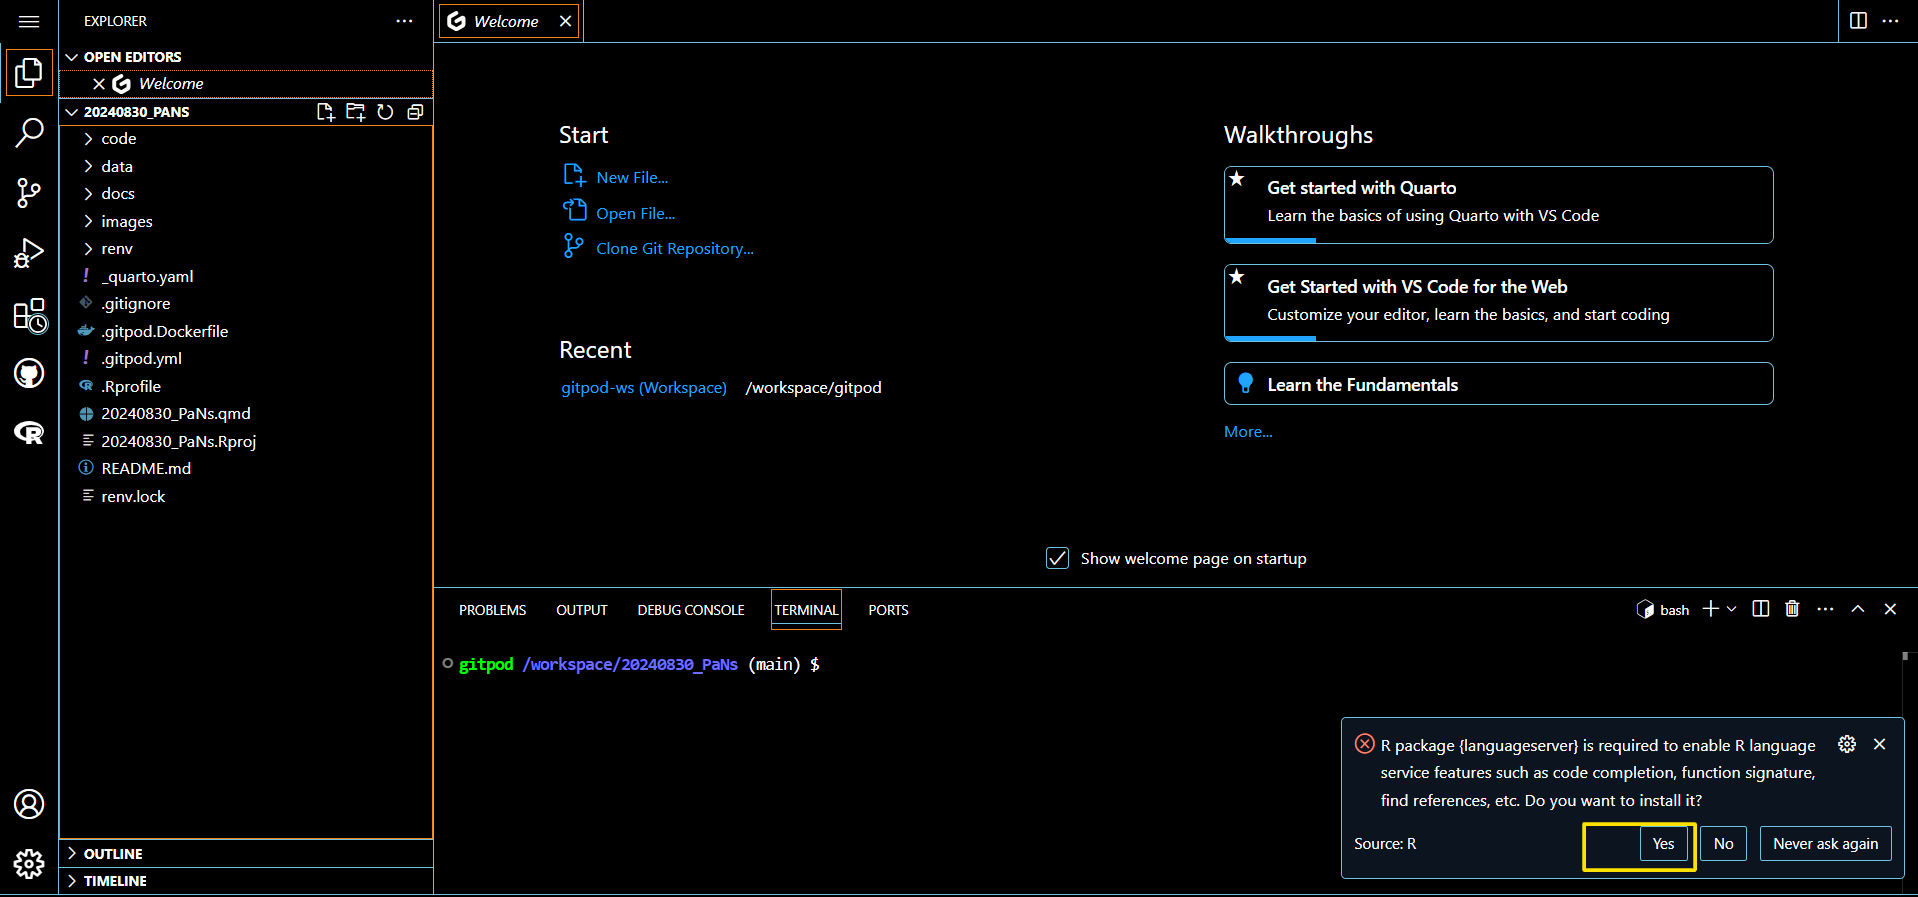 EXPLORER
OPEN EDITORS
Welcome
20240830_PANS
code
data
docs
images
renv
_quarto.yaml
.gitignore
.gitpod.Dockerfile
.gitpod.yml
.Rprofile
20240830_PaNs.qmd
20240830_PaNs.Rproj
README.md
renv.lock
OUTLINE
TIMELINE
Welcome
Start
New File...
Open File...
Clone Git Repository...
Recent
gitpod-ws (Workspace) /workspace/gitpod
Walkthroughs
Get started with Quarto
Learn the basics of using Quarto with VS Code
Get Started with VS Code for the Web
Customize your editor, learn the basics, and start coding
Learn the Fundamentals
More...
Show welcome page on startup
PROBLEMS OUTPUT DEBUG CONSOLE TERMINAL PORTS
bash
gitpod /workspace/20240830_PaNs (main) $
R package {languageserver} is required to enable R language
service features such as code completion, function signature,
find references, etc. Do you want to install it?
Source: R
Yes No Never ask again